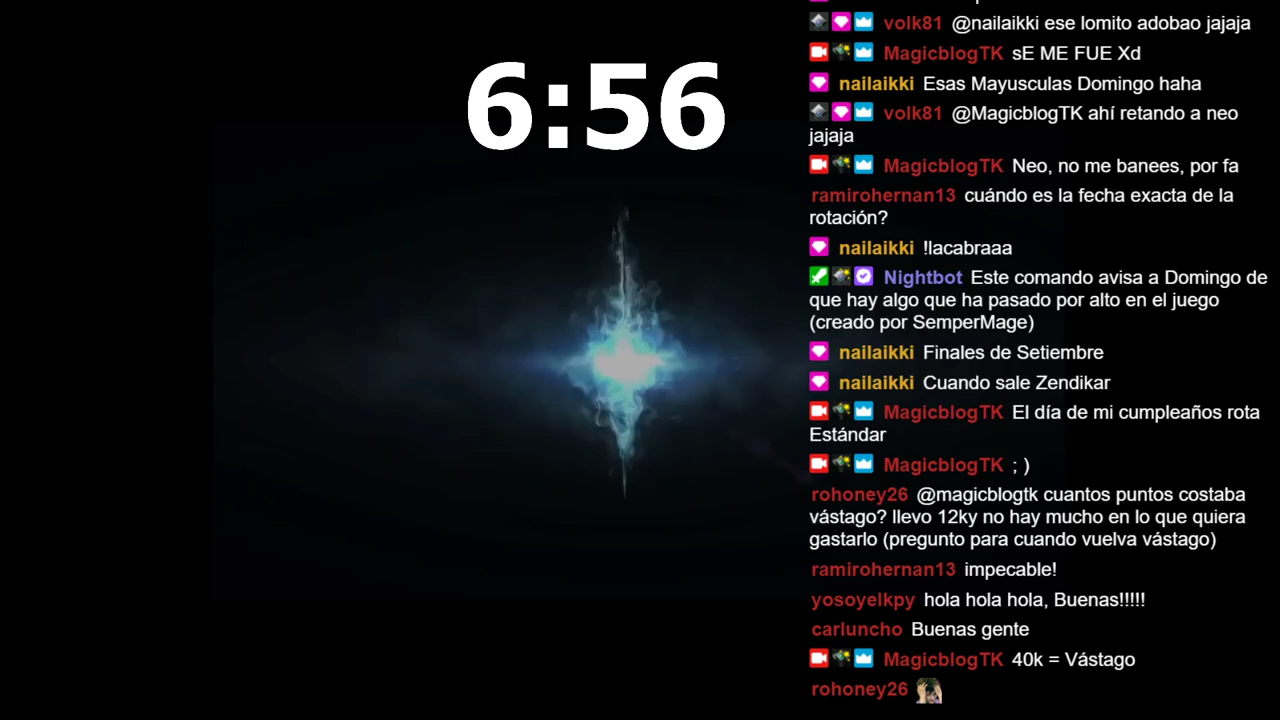 6:56
volk81 @nailaikki ese lomito adobao jajaja
MagicblogTK sE ME FUE Xd
nailaikki Esas Mayusculas Domingo haha
volk81 @MagicblogTK ahí retando a neo
jajaja
MagicblogTK Neo, no me banees, por fa
ramirohernan13 cuándo es la fecha exacta de la
rotación?
nailaikki !lacabraaa
Nightbot Este comando avisa a Domingo de
que hay algo que ha pasado por alto en el juego
(creado por SemperMage)
nailaikki Finales de Setiembre
nailaikki Cuando sale Zendikar
MagicblogTK El día de mi cumpleaños rota
Estándar
MagicblogTK ; )
rohoney26 @magicblogtk cuantos puntos costaba
vástago? llevo 12ky no hay mucho en lo que quiera
gastarlo (pregunto para cuando vuelva vástago)
ramirohernan13 impecable!
yosoyelkpy hola hola hola, Buenas!!!!!
carluncho Buenas gente
MagicblogTK 40k = Vástago
rohoney26